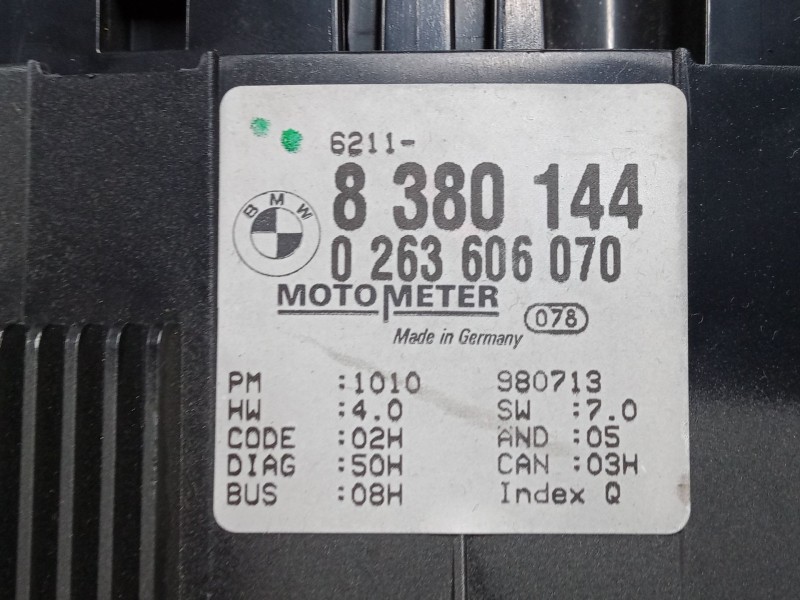 6211-
8 380 144
BMW
0 263 606 070
MOTOMETER
078
Made in Germany
PM :1010 980713
HW :4.0 SW :7.0
CODE :02H AND :05
DIAG :50H CAN :03H
BUS :08H Index Q